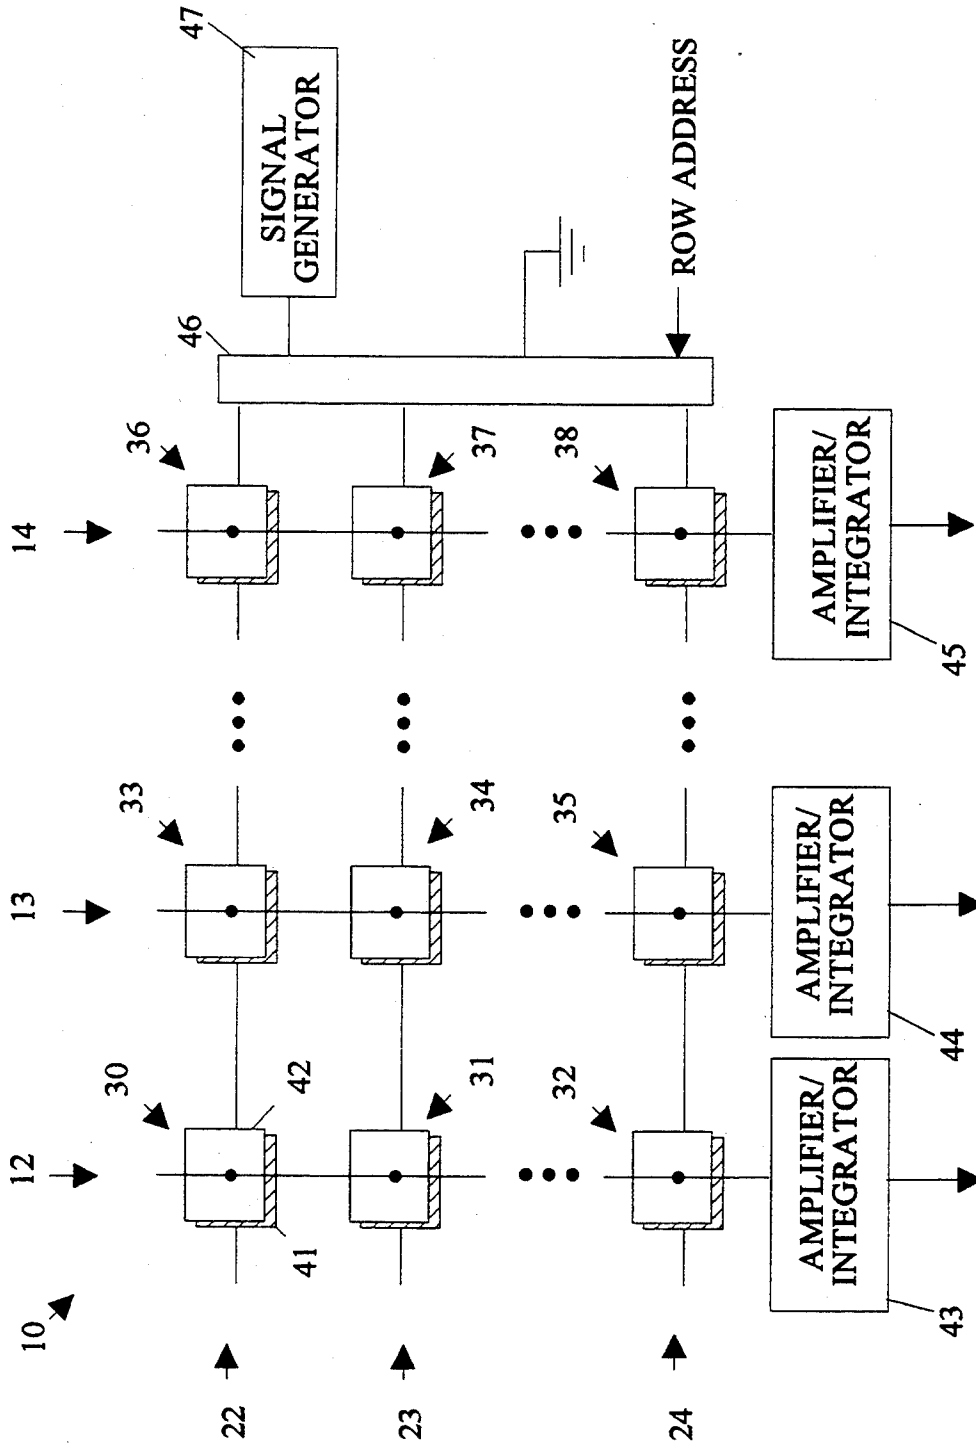 10
12
13
14
30
33
36
46
47
22
SIGNAL
GENERATOR
41
42
23
31
34
37
32
35
38
24
ROW ADDRESS
AMPLIFIER/
INTEGRATOR
AMPLIFIER/
INTEGRATOR
AMPLIFIER/
INTEGRATOR
43
44
45